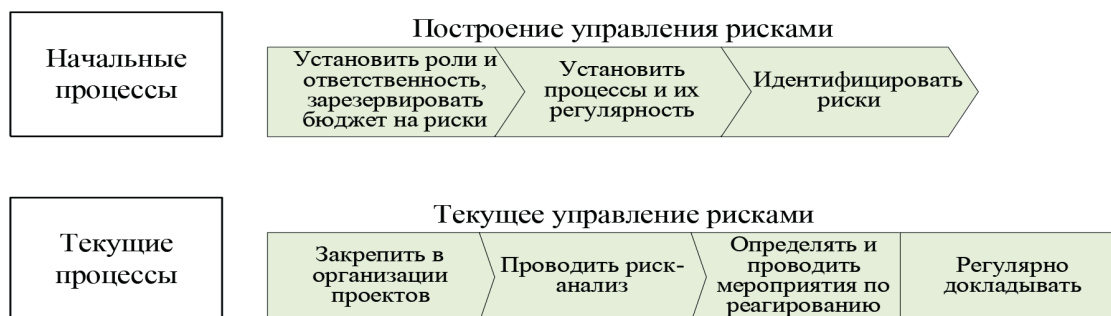 Начальные
процессы
Построение управления рисками
Установить роли и
ответственность,
зарезервировать
бюджет на риски
Установить
процессы и их
регулярность
Идентифицировать
риски
Текущие
процессы
Текущее управление рисками
Закрепить в
организации
проектов
Проводить риск-
анализ
Определять и
проводить
мероприятия по
реагированию
Регулярно
докладывать